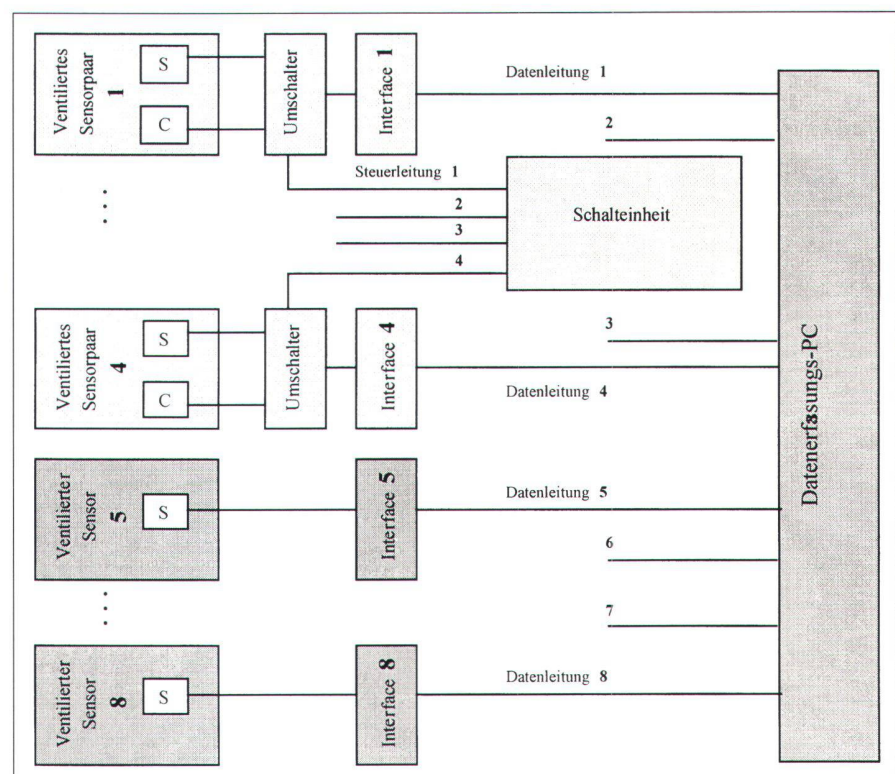 Ventiliertes
Sensorpaar
1
S
C
Umschalter
Interface 1
Datenleitung 1
2
Steuerleitung 1
2
3
4
Schalteinheit
Ventiliertes
Sensorpaar
4
S
C
Umschalter
Interface 4
3
Datenleitung 4
Datenerfassungs-PC
Ventilierter
Sensor
5
S
Interface 5
Datenleitung 5
6
7
Ventilierter
Sensor
8
S
Interface 8
Datenleitung 8